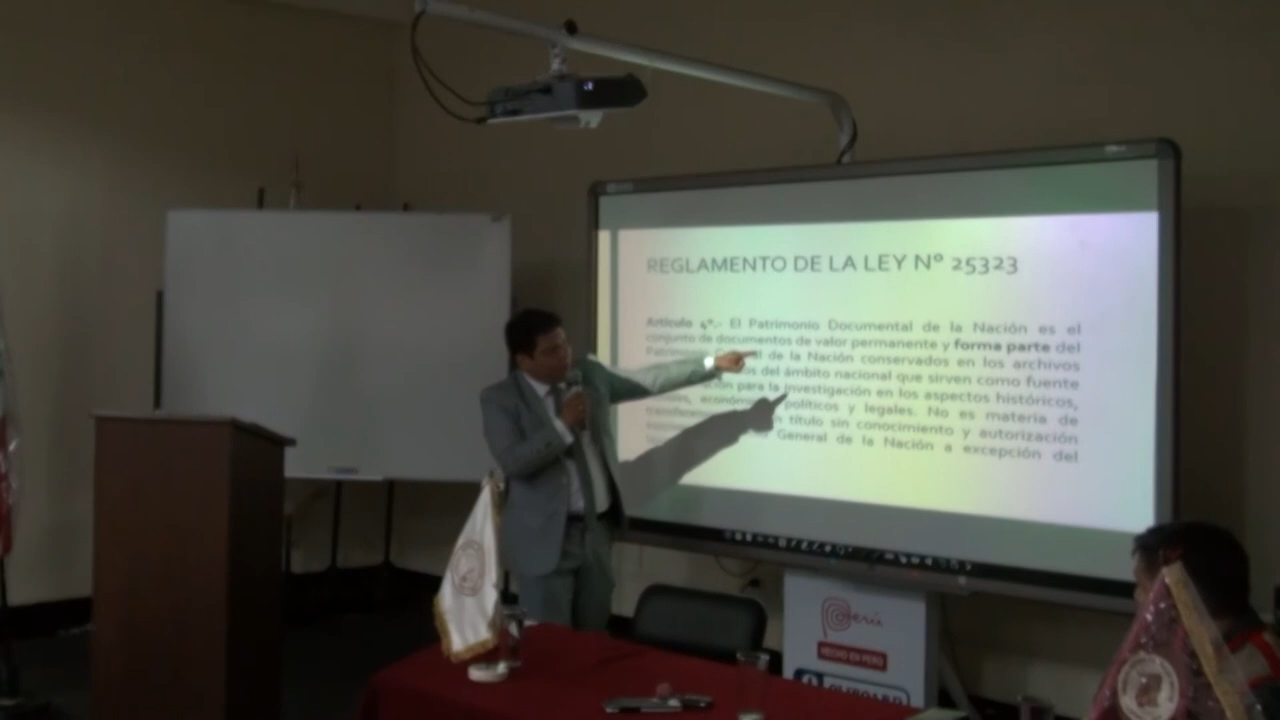 REGLAMENTO DE LA LEY Nº 25323
Artículo 4º.- El Patrimonio Documental de la Nación es el
conjunto de documentos de valor permanente y forma parte del
de la Nación conservados en los archivos
del ámbito nacional que sirven como fuente
para la investigación en los aspectos históricos,
políticos y legales. No es materia de
título sin conocimiento y autorización
General de la Nación a excepción del
Perú
HECHO EN PERÚ